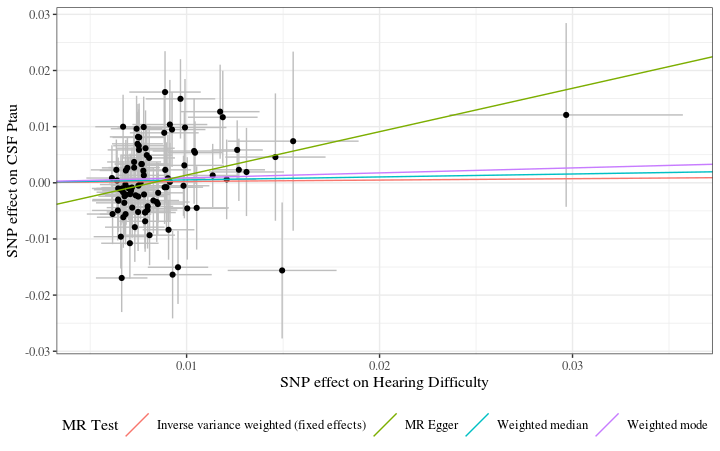 0.03
0.02
0.01
0.00
-0.01
-0.02
-0.03
SNP effect on CSF Ptau
0.01 0.02 0.03
SNP effect on Hearing Difficulty
MR Test Inverse variance weighted (fixed effects) MR Egger Weighted median Weighted mode